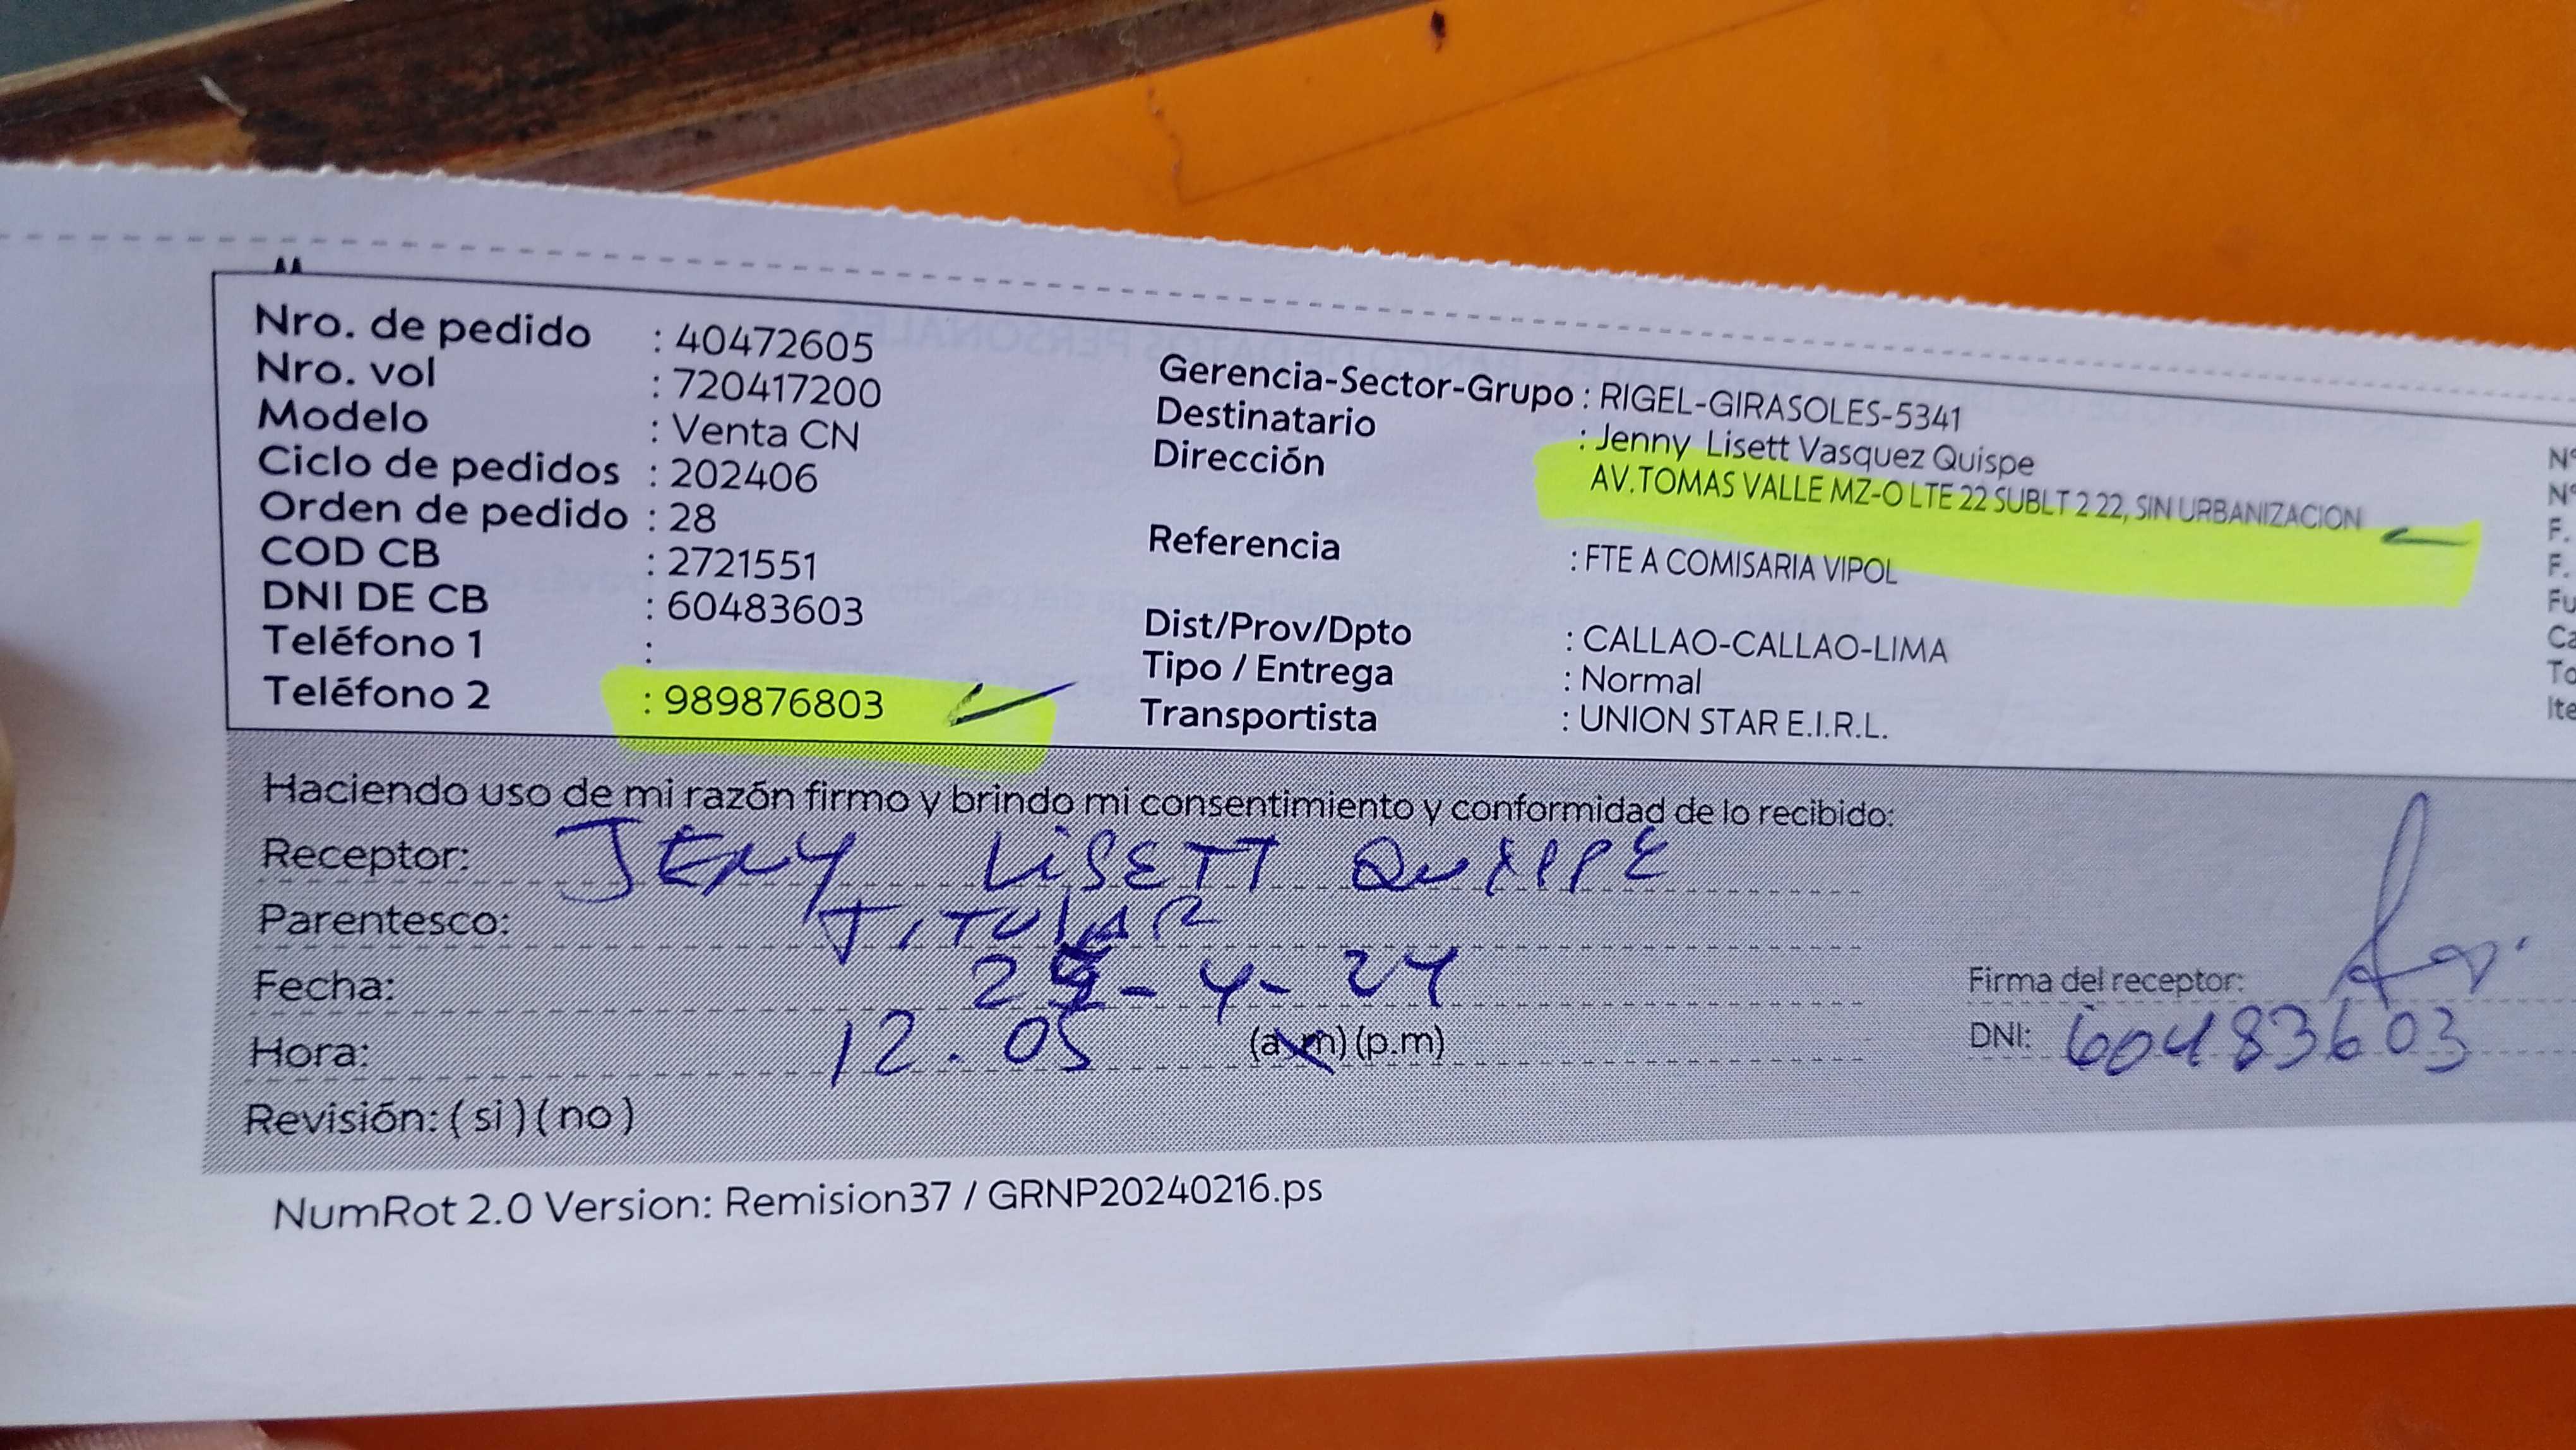 Nro. de pedido : 40472605
Nro. vol : 720417200
Modelo : Venta CN
Ciclo de pedidos : 202406
Orden de pedido : 28
COD CB : 2721551
DNI DE CB : 60483603
Teléfono 1 :
Teléfono 2 : 989876803
Gerencia-Sector-Grupo : RIGEL-GIRASOLES-5341
Destinatario : Jenny Lisett Vasquez Quispe
Dirección AV.TOMAS VALLE MZ-O LTE 22 SUBLT 2 22, SIN URBANIZACION
Referencia : FTE A COMISARIA VIPOL
Dist/Prov/Dpto : CALLAO-CALLAO-LIMA
Tipo / Entrega : Normal
Transportista : UNION STAR E.I.R.L.
N°
N°
F.
F.
Fu
Ca
To
Ite
Haciendo uso de mi razón firmo y brindo mi consentimiento y conformidad de lo recibido:
Receptor: LiSETT
Parentesco: TITULAR
Fecha: - 4 - 24
Hora: 12.05 (a.m) (p.m)
Revisión: ( si ) ( no )
Firma del receptor:
DNI: 60483603
NumRot 2.0 Version: Remision37 / GRNP20240216.ps